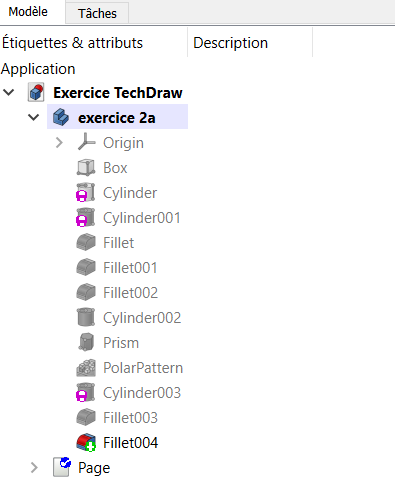 Modèle Tâches
Étiquettes & attributs Description
Application
Exercice TechDraw
exercice 2a
Origin
Box
Cylinder
Cylinder001
Fillet
Fillet001
Fillet002
Cylinder002
Prism
PolarPattern
Cylinder003
Fillet003
Fillet004
Page